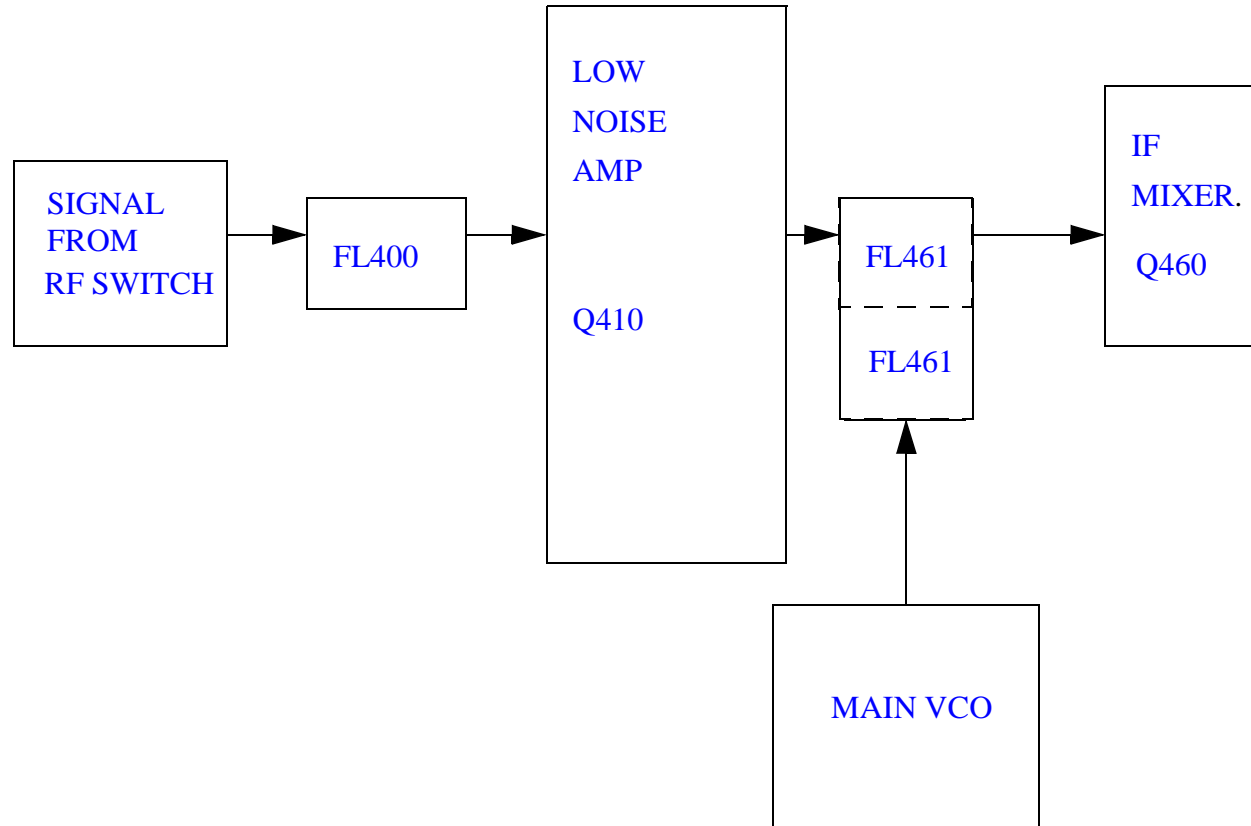 SIGNAL
FROM
RF SWITCH
FL400
LOW
NOISE
AMP
Q410
FL461
FL461
IF
MIXER.
Q460
MAIN VCO